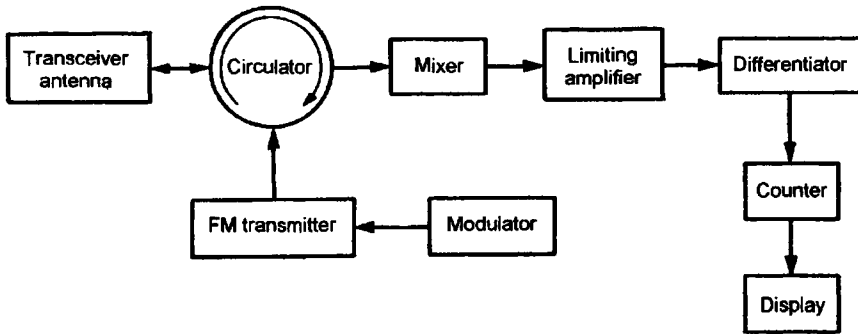 Transceiver
antenna
Circulator
Mixer
Limiting
amplifier
Differentiator
Counter
FM transmitter
Modulator
Display